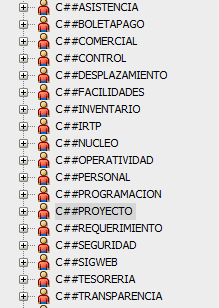 C##ASISTENCIA
C##BOLETAPAGO
C##COMERCIAL
C##CONTROL
C##DESPLAZAMIENTO
C##FACILIDADES
C##INVENTARIO
C##IRTP
C##NUCLEO
C##OPERATIVIDAD
C##PERSONAL
C##PROGRAMACION
C##PROYECTO
C##REQUERIMIENTO
C##SEGURIDAD
C##SIGWEB
C##TESORERIA
C##TRANSPARENCIA